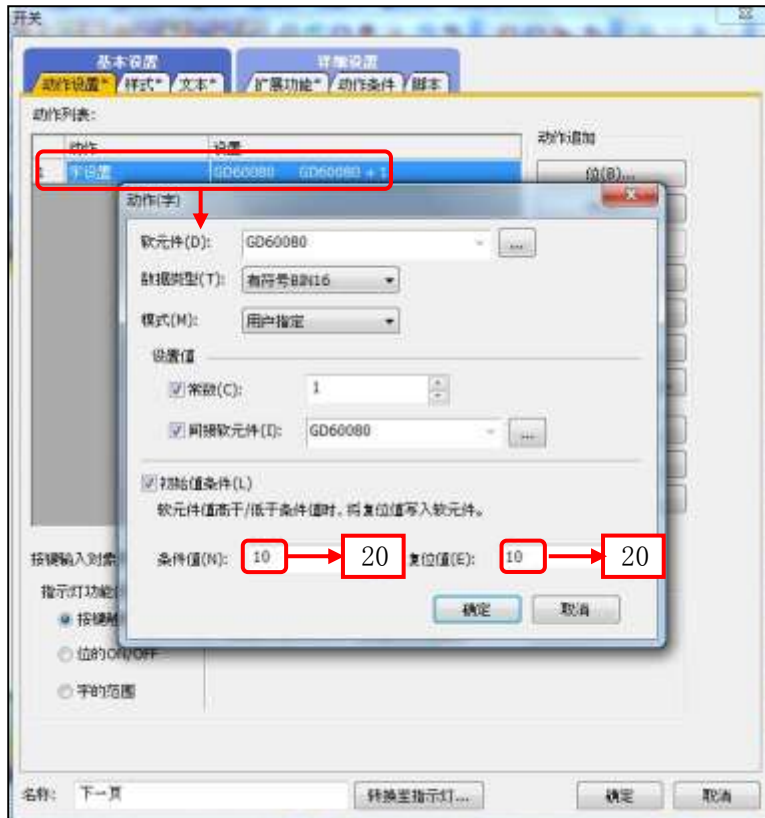 开关
基本设置 详细设置
动作设置* 样式* 文本* 扩展功能* 动作条件 脚本
动作列表:
动作 设置 动作追加
1 字设置 GD60080 GD60080 + 1 位(B)...
动作(字)
软元件(D): GD60080 ...
数据类型(T): 有符号BIN16
模式(M): 用户指定
设置值
常数(C): 1
间接软元件(I): GD60080 ...
初始值条件(L)
软元件值高于/低于条件值时，将复位值写入软元件。
按键输入对象 条件值(N): 10 20 复位值(E): 10 20
指示灯功能(
确定 取消
按键触
位的ON/OFF
字的范围
名称: 下一页 转换至指示灯... 确定 取消